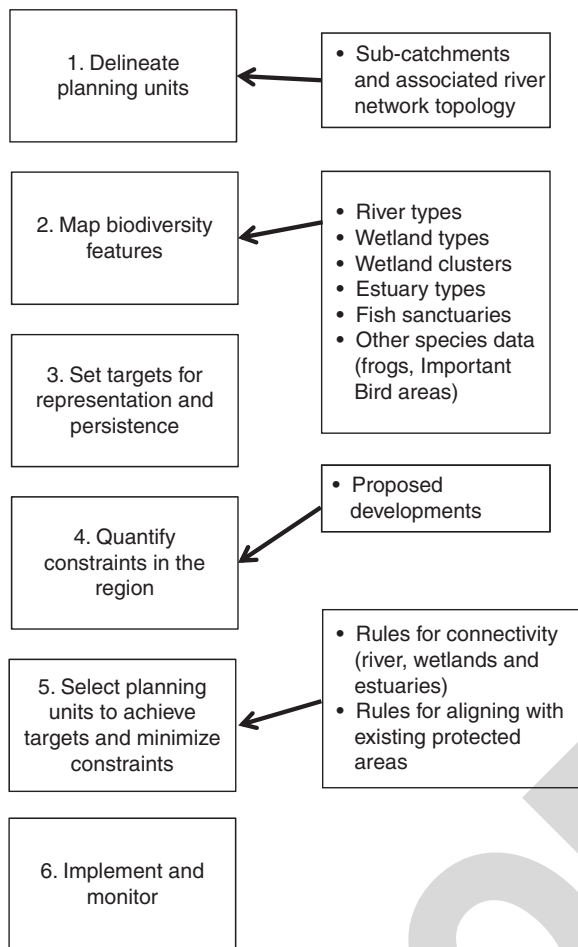 1. Delineate
planning units
• Sub-catchments
and associated river
network topology
2. Map biodiversity
features
• River types
• Wetland types
• Wetland clusters
• Estuary types
• Fish sanctuaries
• Other species data
(frogs, Important
Bird areas)
3. Set targets for
representation and
persistence
4. Quantify
constraints in the
region
• Proposed
developments
5. Select planning
units to achieve
targets and minimize
constraints
• Rules for connectivity
(river, wetlands and
estuaries)
• Rules for aligning with
existing protected
areas
6. Implement and
monitor